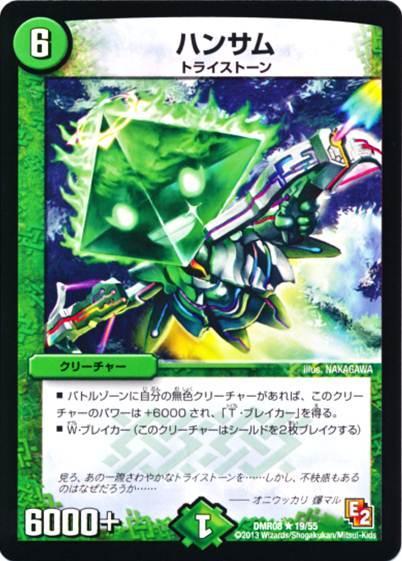 6
ハンサム
トライストーン
illus. NAKAGAWA
クリーチャー
■ バトルゾーンに自分の無色クリーチャーがあれば、このクリ
ーチャーのパワーは +6000 され、「T・ブレイカー」を得る。
■ W・ブレイカー (このクリーチャーはシールドを2枚ブレイクする)
見ろ、あの一際さわやかなトライストーンを……しかし、不快感もある
のはなぜだろうか…… ―― オニウッカリ 輝マル
6000+
1
DMR08 ★ 19/55
©2013 Wizards/Shogakukan/Mitsui-Kids
E2